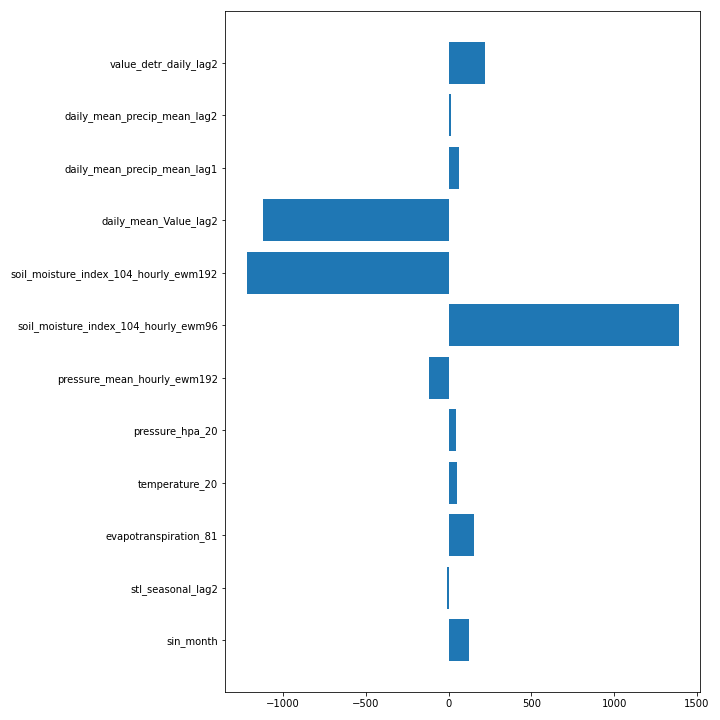 value_detr_daily_lag2
daily_mean_precip_mean_lag2
daily_mean_precip_mean_lag1
daily_mean_Value_lag2
soil_moisture_index_104_hourly_ewm192
soil_moisture_index_104_hourly_ewm96
pressure_mean_hourly_ewm192
pressure_hpa_20
temperature_20
evapotranspiration_81
stl_seasonal_lag2
sin_month
−1000 −500 0 500 1000 1500